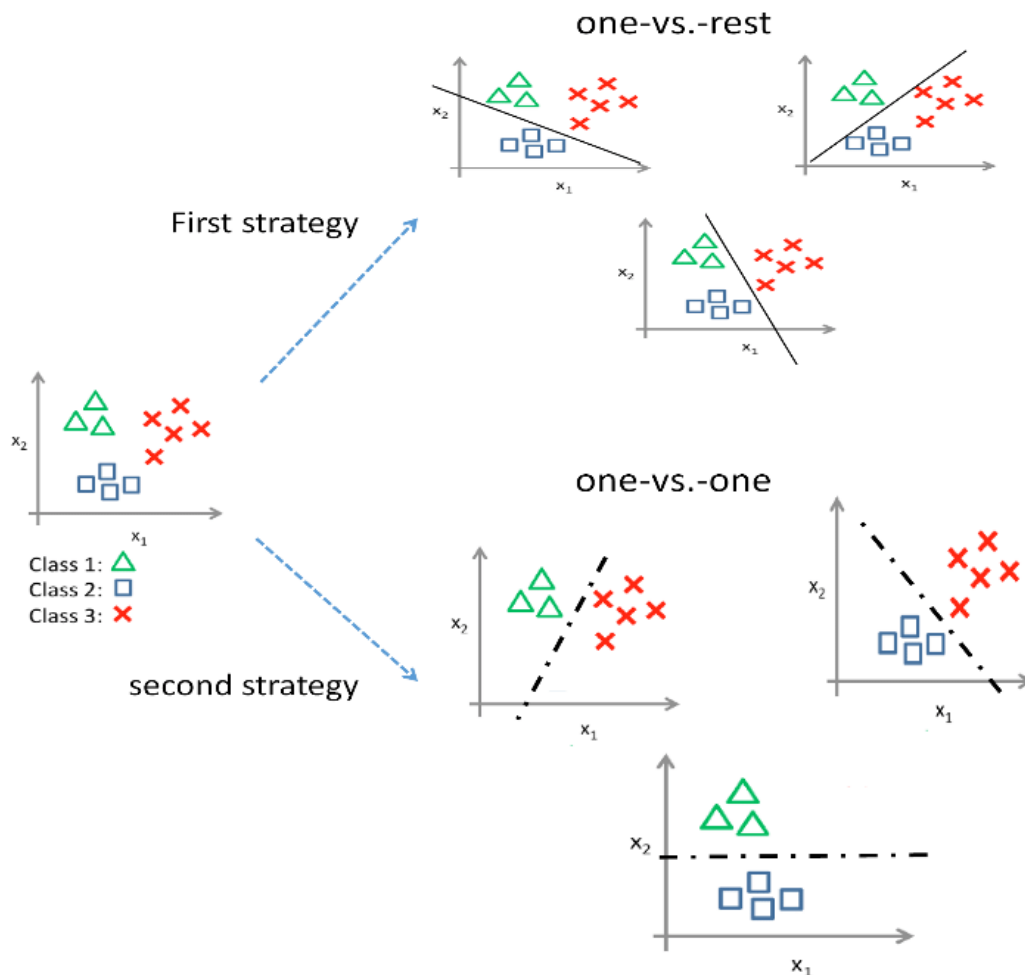 one-vs.-rest
x2
x1
x2
x1
First strategy
x2
x1
x2
x1
Class 1:
Class 2:
Class 3:
one-vs.-one
x2
x1
x2
x1
second strategy
x2
x1